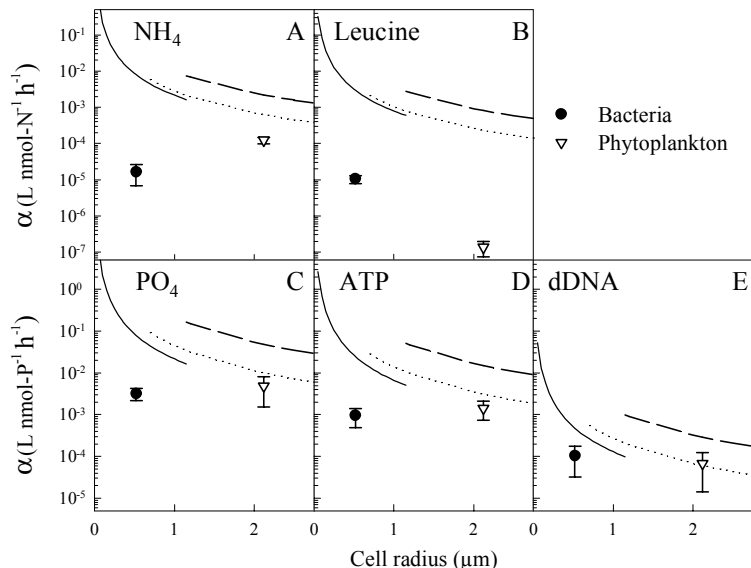 NH₄ A
Leucine B
α (L nmol-N⁻¹ h⁻¹)
10⁻¹
10⁻²
10⁻³
10⁻⁴
10⁻⁵
10⁻⁶
10⁻⁷
Bacteria
Phytoplankton
PO₄ C
ATP D
dDNA E
α (L nmol-P⁻¹ h⁻¹)
10⁰
10⁻¹
10⁻²
10⁻³
10⁻⁴
10⁻⁵
0 1 2 0 1 2 0 1 2
Cell radius (μm)